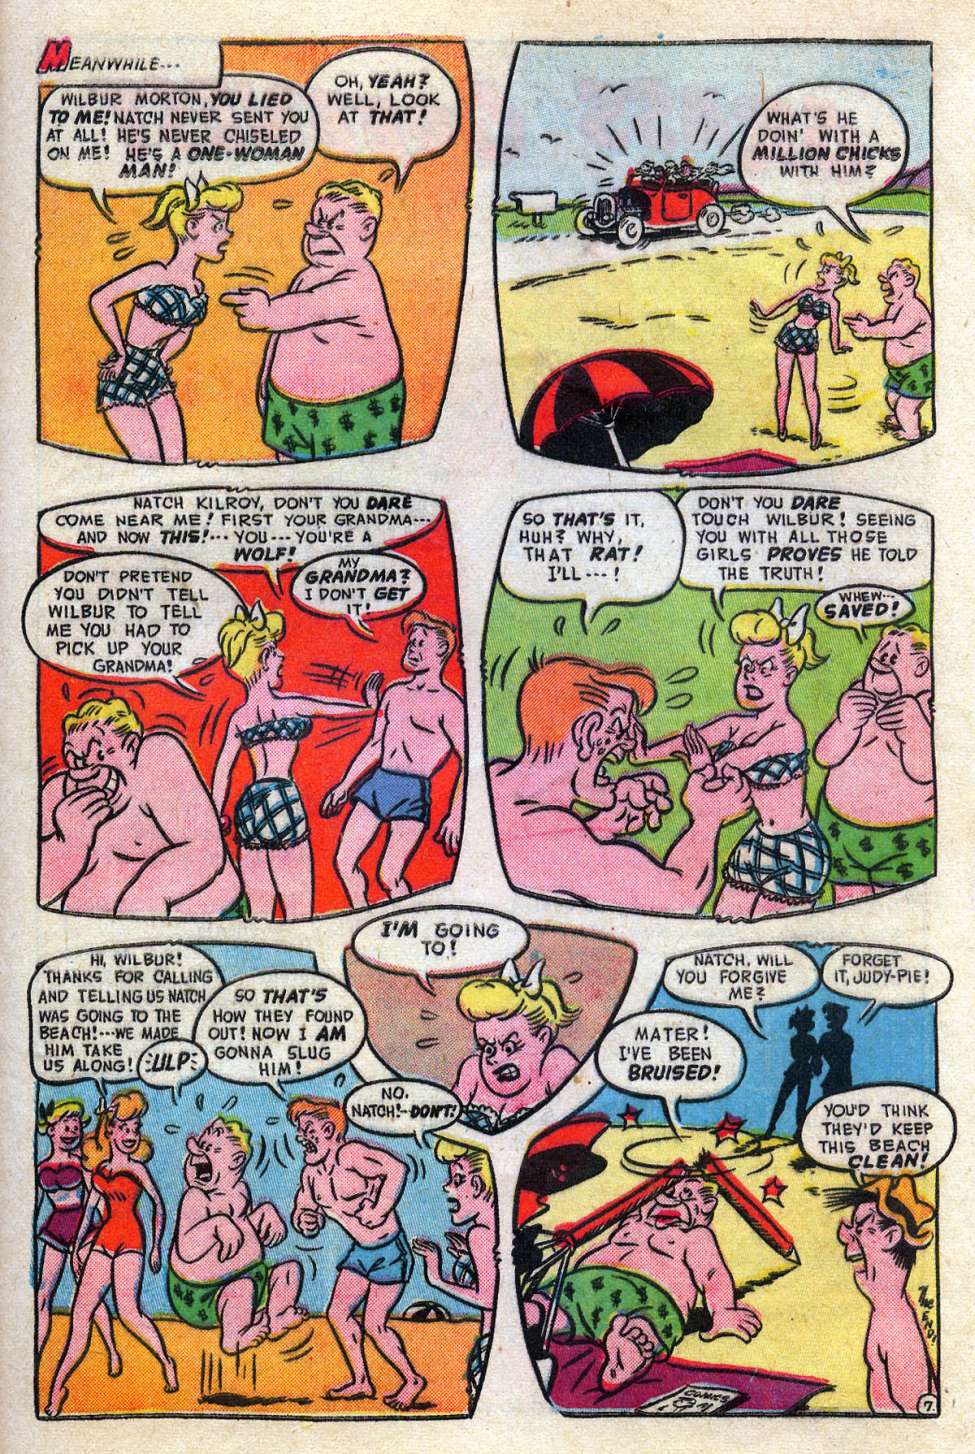 MEANWHILE---
WILBUR MORTON, YOU LIED
TO ME! NATCH NEVER SENT YOU
AT ALL! HE'S NEVER CHISELED
ON ME! HE'S A ONE-WOMAN
MAN!
OH, YEAH?
WELL, LOOK
AT THAT!
WHAT'S HE
DOIN' WITH A
MILLION CHICKS
WITH HIM?
NATCH KILROY, DON'T YOU DARE
COME NEAR ME! FIRST YOUR GRANDMA---
AND NOW THIS!--- YOU---YOU'RE A
WOLF!
MY
GRANDMA?
I DON'T GET
IT!
DON'T PRETEND
YOU DIDN'T TELL
WILBUR TO TELL
ME YOU HAD TO
PICK UP YOUR
GRANDMA!
SO THAT'S IT,
HUH? WHY,
THAT RAT!
I'LL---!
DON'T YOU DARE
TOUCH WILBUR! SEEING
YOU WITH ALL THOSE
GIRLS PROVES HE TOLD
THE TRUTH!
WHEW---
SAVED!
HI, WILBUR!
THANKS FOR CALLING
AND TELLING US NATCH
WAS GOING TO THE
BEACH!---WE MADE
HIM TAKE
US ALONG!
ULP
SO THAT'S
HOW THEY FOUND
OUT! NOW I AM
GONNA SLUG
HIM!
NO,
NATCH!-DON'T!
I'M GOING
TO!
NATCH, WILL
YOU FORGIVE
ME?
FORGET
IT, JUDY-PIE!
MATER!
I'VE BEEN
BRUISED!
YOU'D THINK
THEY'D KEEP
THIS BEACH
CLEAN!
THE END!
COMICS
7